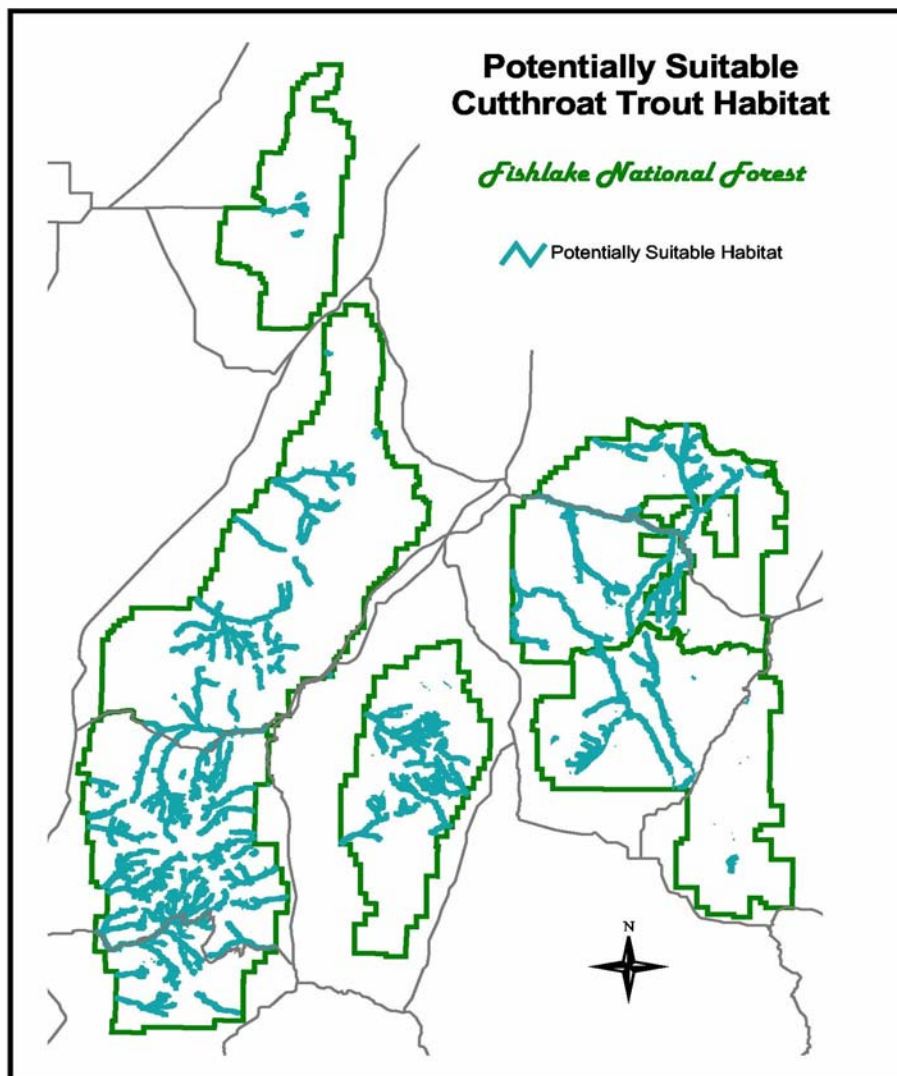 Potentially Suitable
Cutthroat Trout Habitat
Fishlake National Forest
Potentially Suitable Habitat
N